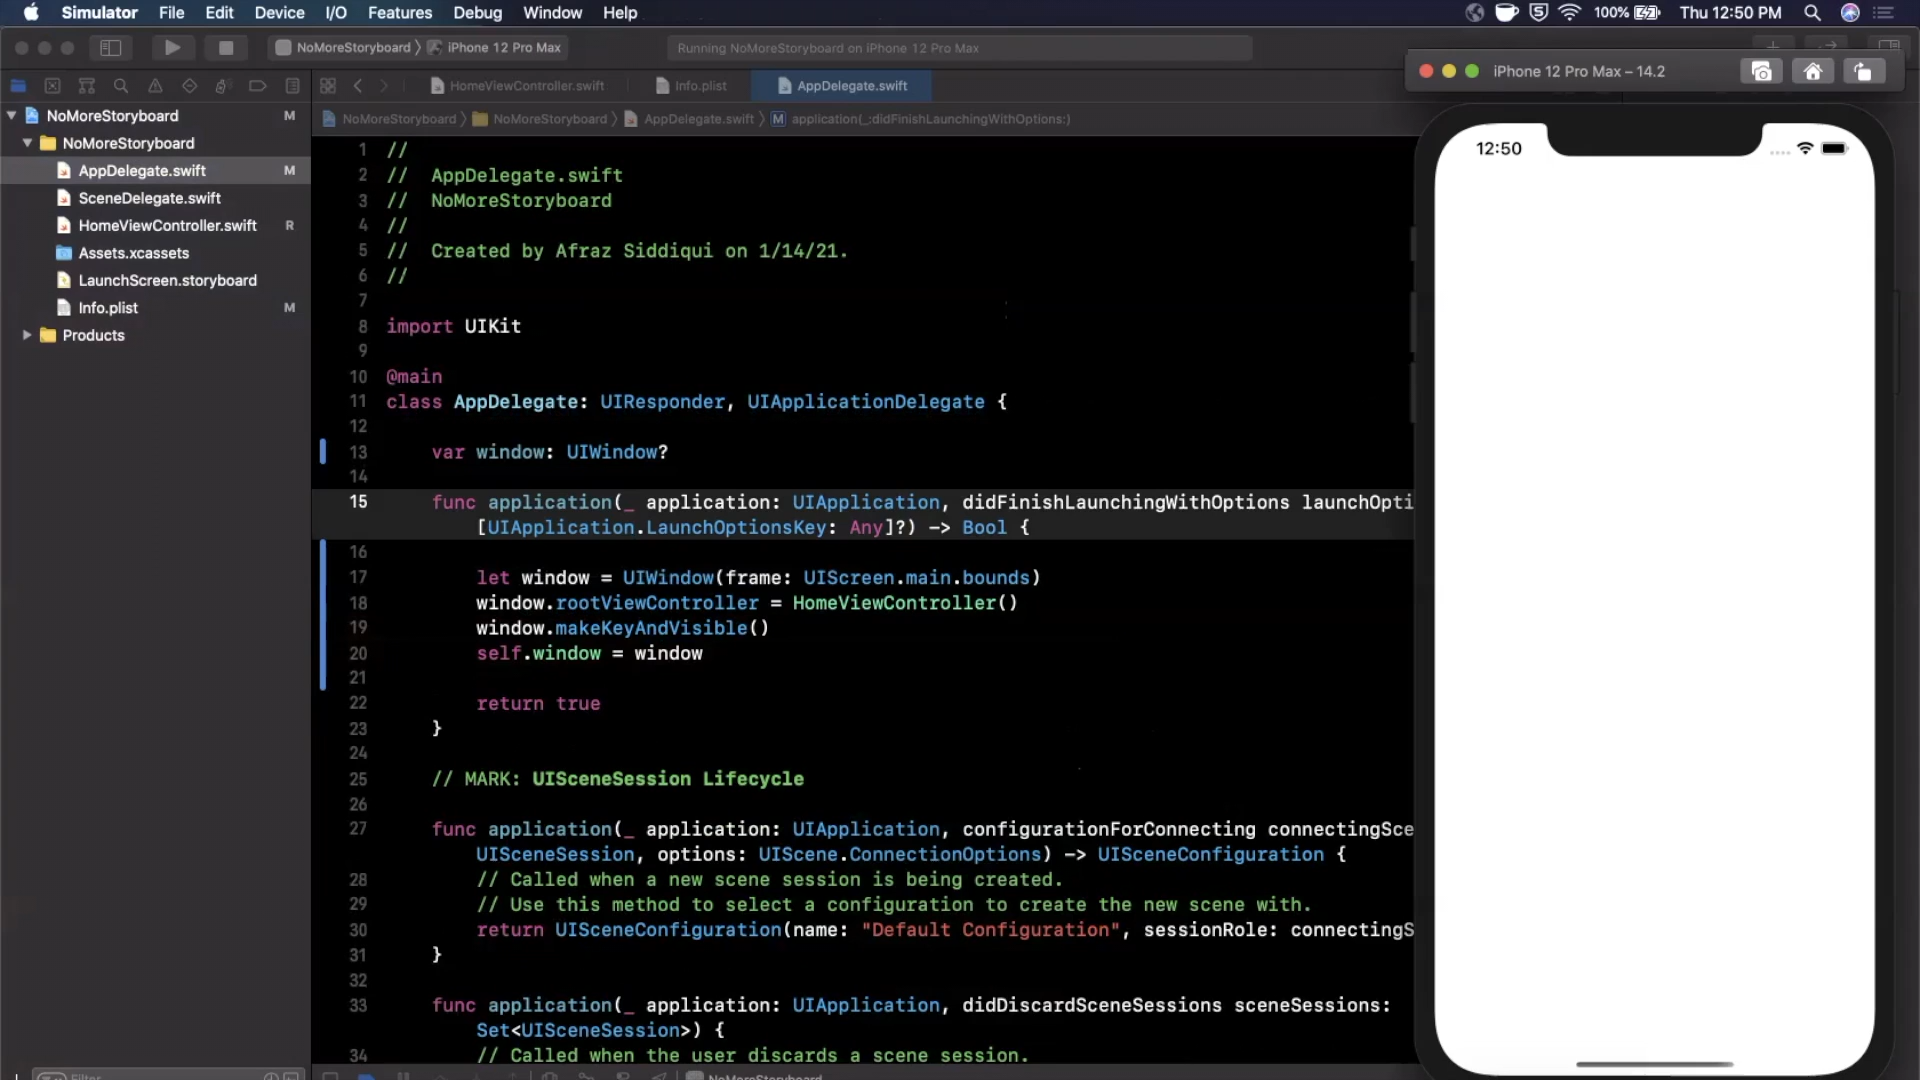 Simulator File Edit Device I/O Features Debug Window Help 100% Thu 12:50 PM
NoMoreStoryboard iPhone 12 Pro Max Running NoMoreStoryboard on iPhone 12 Pro Max
iPhone 12 Pro Max – 14.2
HomeViewController.swift Info.plist AppDelegate.swift
NoMoreStoryboard NoMoreStoryboard AppDelegate.swift M application(_:didFinishLaunchingWithOptions:)
NoMoreStoryboard M
NoMoreStoryboard
AppDelegate.swift M
SceneDelegate.swift
HomeViewController.swift R
Assets.xcassets
LaunchScreen.storyboard
Info.plist M
Products
1 //
2 // AppDelegate.swift
3 // NoMoreStoryboard
4 //
5 // Created by Afraz Siddiqui on 1/14/21.
6 //
7
8 import UIKit
9
10 @main
11 class AppDelegate: UIResponder, UIApplicationDelegate {
12
13 var window: UIWindow?
14
15 func application(_ application: UIApplication, didFinishLaunchingWithOptions launchOpti
[UIApplication.LaunchOptionsKey: Any]?) -> Bool {
16
17 let window = UIWindow(frame: UIScreen.main.bounds)
18 window.rootViewController = HomeViewController()
19 window.makeKeyAndVisible()
20 self.window = window
21
22 return true
23 }
24
25 // MARK: UISceneSession Lifecycle
26
27 func application(_ application: UIApplication, configurationForConnecting connectingSce
UISceneSession, options: UIScene.ConnectionOptions) -> UISceneConfiguration {
28 // Called when a new scene session is being created.
29 // Use this method to select a configuration to create the new scene with.
30 return UISceneConfiguration(name: "Default Configuration", sessionRole: connectingS
31 }
32
33 func application(_ application: UIApplication, didDiscardSceneSessions sceneSessions:
Set<UISceneSession>) {
34 // Called when the user discards a scene session.
12:50
Filter
NoMoreStoryboard